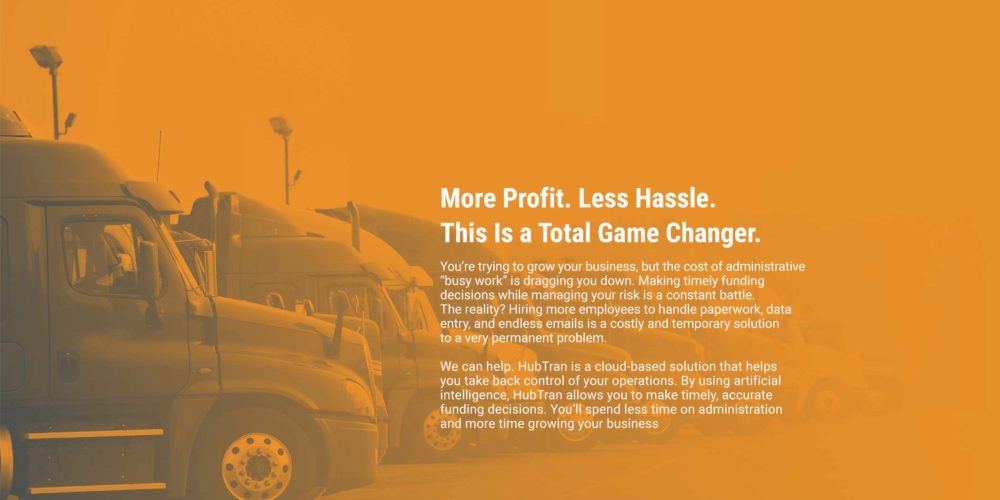 More Profit. Less Hassle.
This Is a Total Game Changer.
You’re trying to grow your business, but the cost of administrative
“busy work” is dragging you down. Making timely funding
decisions while managing your risk is a constant battle.
The reality? Hiring more employees to handle paperwork, data
entry, and endless emails is a costly and temporary solution
to a very permanent problem.
We can help. HubTran is a cloud-based solution that helps
you take back control of your operations. By using artificial
intelligence, HubTran allows you to make timely, accurate
funding decisions. You’ll spend less time on administration
and more time growing your business